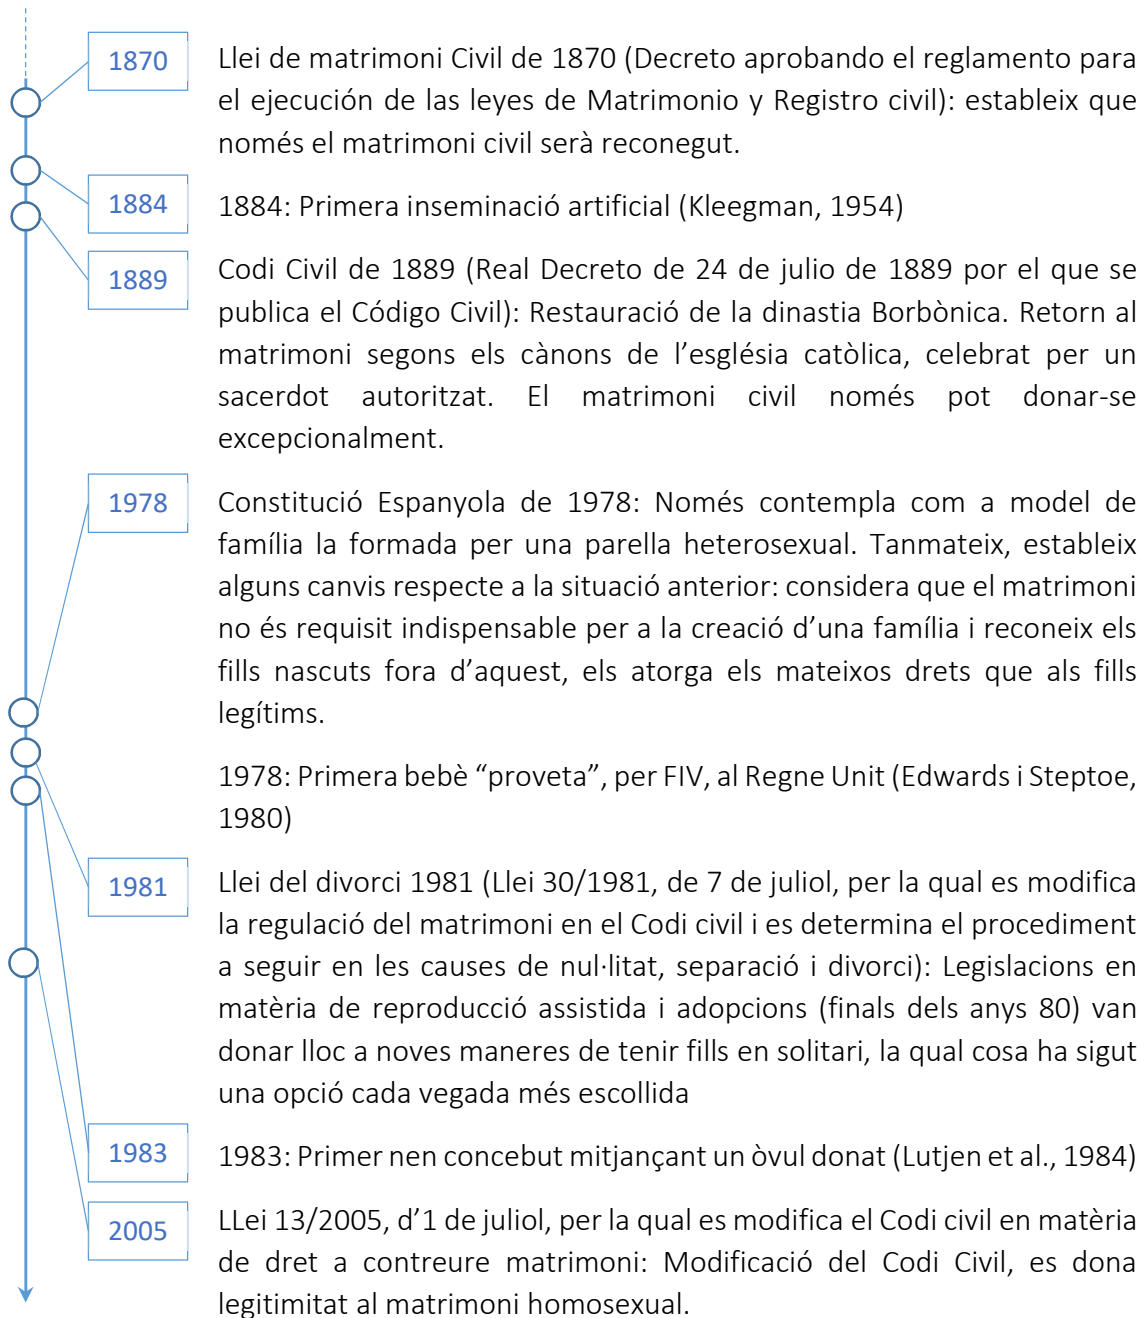 1870
Llei de matrimoni Civil de 1870 (Decreto aprobando el reglamento para
el ejecución de las leyes de Matrimonio y Registro civil): estableix que
només el matrimoni civil serà reconegut.
1884
1884: Primera inseminació artificial (Kleegman, 1954)
1889
Codi Civil de 1889 (Real Decreto de 24 de julio de 1889 por el que se
publica el Código Civil): Restauració de la dinastia Borbònica. Retorn al
matrimoni segons els cànons de l’església catòlica, celebrat per un
sacerdot autoritzat. El matrimoni civil només pot donar-se
excepcionalment.
1978
Constitució Espanyola de 1978: Només contempla com a model de
família la formada per una parella heterosexual. Tanmateix, estableix
alguns canvis respecte a la situació anterior: considera que el matrimoni
no és requisit indispensable per a la creació d’una família i reconeix els
fills nascuts fora d’aquest, els atorga els mateixos drets que als fills
legítims.
1978: Primera bebè “proveta”, per FIV, al Regne Unit (Edwards i Steptoe,
1980)
1981
Llei del divorci 1981 (Llei 30/1981, de 7 de juliol, per la qual es modifica
la regulació del matrimoni en el Codi civil i es determina el procediment
a seguir en les causes de nul·litat, separació i divorci): Legislacions en
matèria de reproducció assistida i adopcions (finals dels anys 80) van
donar lloc a noves maneres de tenir fills en solitari, la qual cosa ha sigut
una opció cada vegada més escollida
1983
1983: Primer nen concebut mitjançant un òvul donat (Lutjen et al., 1984)
2005
LLei 13/2005, d’1 de juliol, per la qual es modifica el Codi civil en matèria
de dret a contreure matrimoni: Modificació del Codi Civil, es dona
legitimitat al matrimoni homosexual.